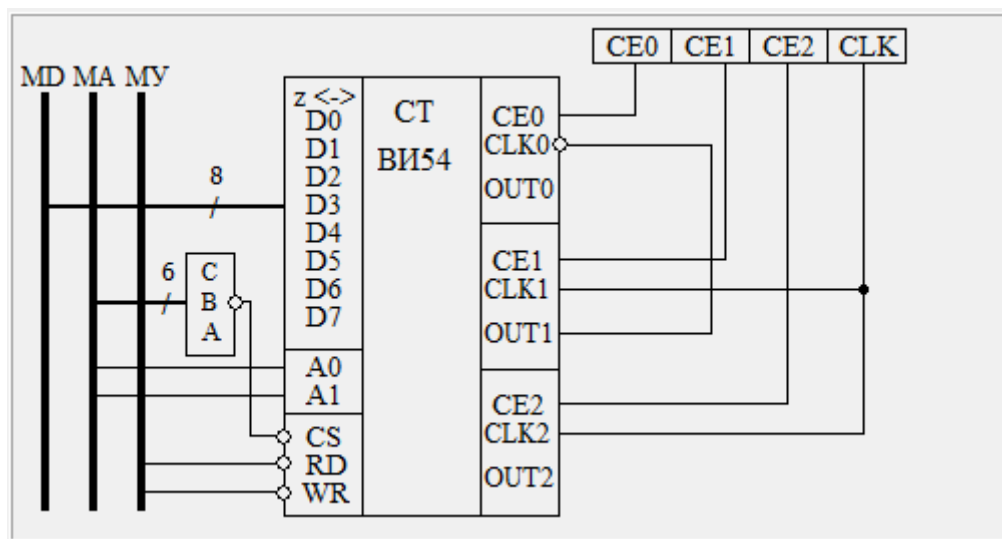 CE0 CE1 CE2 CLK
MD MA МУ
z <->
D0
D1
D2
D3
D4
D5
D6
D7
A0
A1
CS
RD
WR
8
/
6
/
C
B
A
CT
ВИ54
CE0
CLK0
OUT0
CE1
CLK1
OUT1
CE2
CLK2
OUT2